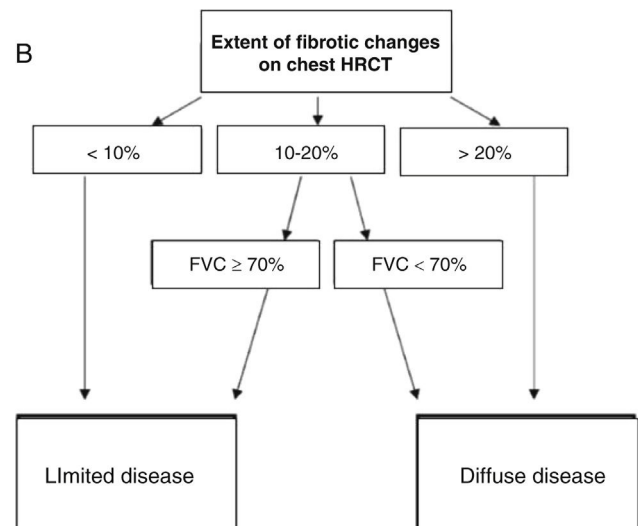 B
Extent of fibrotic changes
on chest HRCT
< 10%
10-20%
> 20%
FVC ≥ 70%
FVC < 70%
LImited disease
Diffuse disease